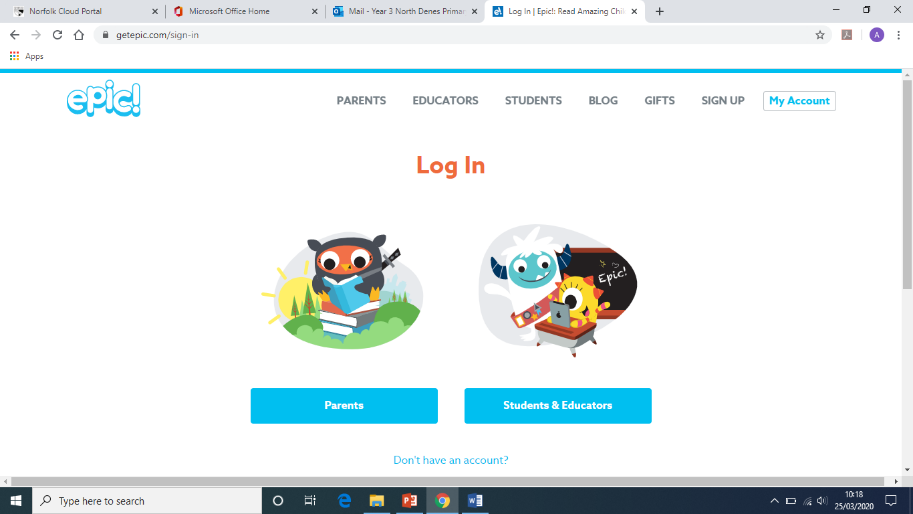 Norfolk Cloud Portal
Microsoft Office Home
Mail - Year 3 North Denes Primar
Log In | Epic!: Read Amazing Chil
getepic.com/sign-in
A
Apps
epic!
PARENTS
EDUCATORS
STUDENTS
BLOG
GIFTS
SIGN UP
My Account
Log In
Epic!
Parents
Students & Educators
Don't have an account?
Type here to search
10:18
25/03/2020